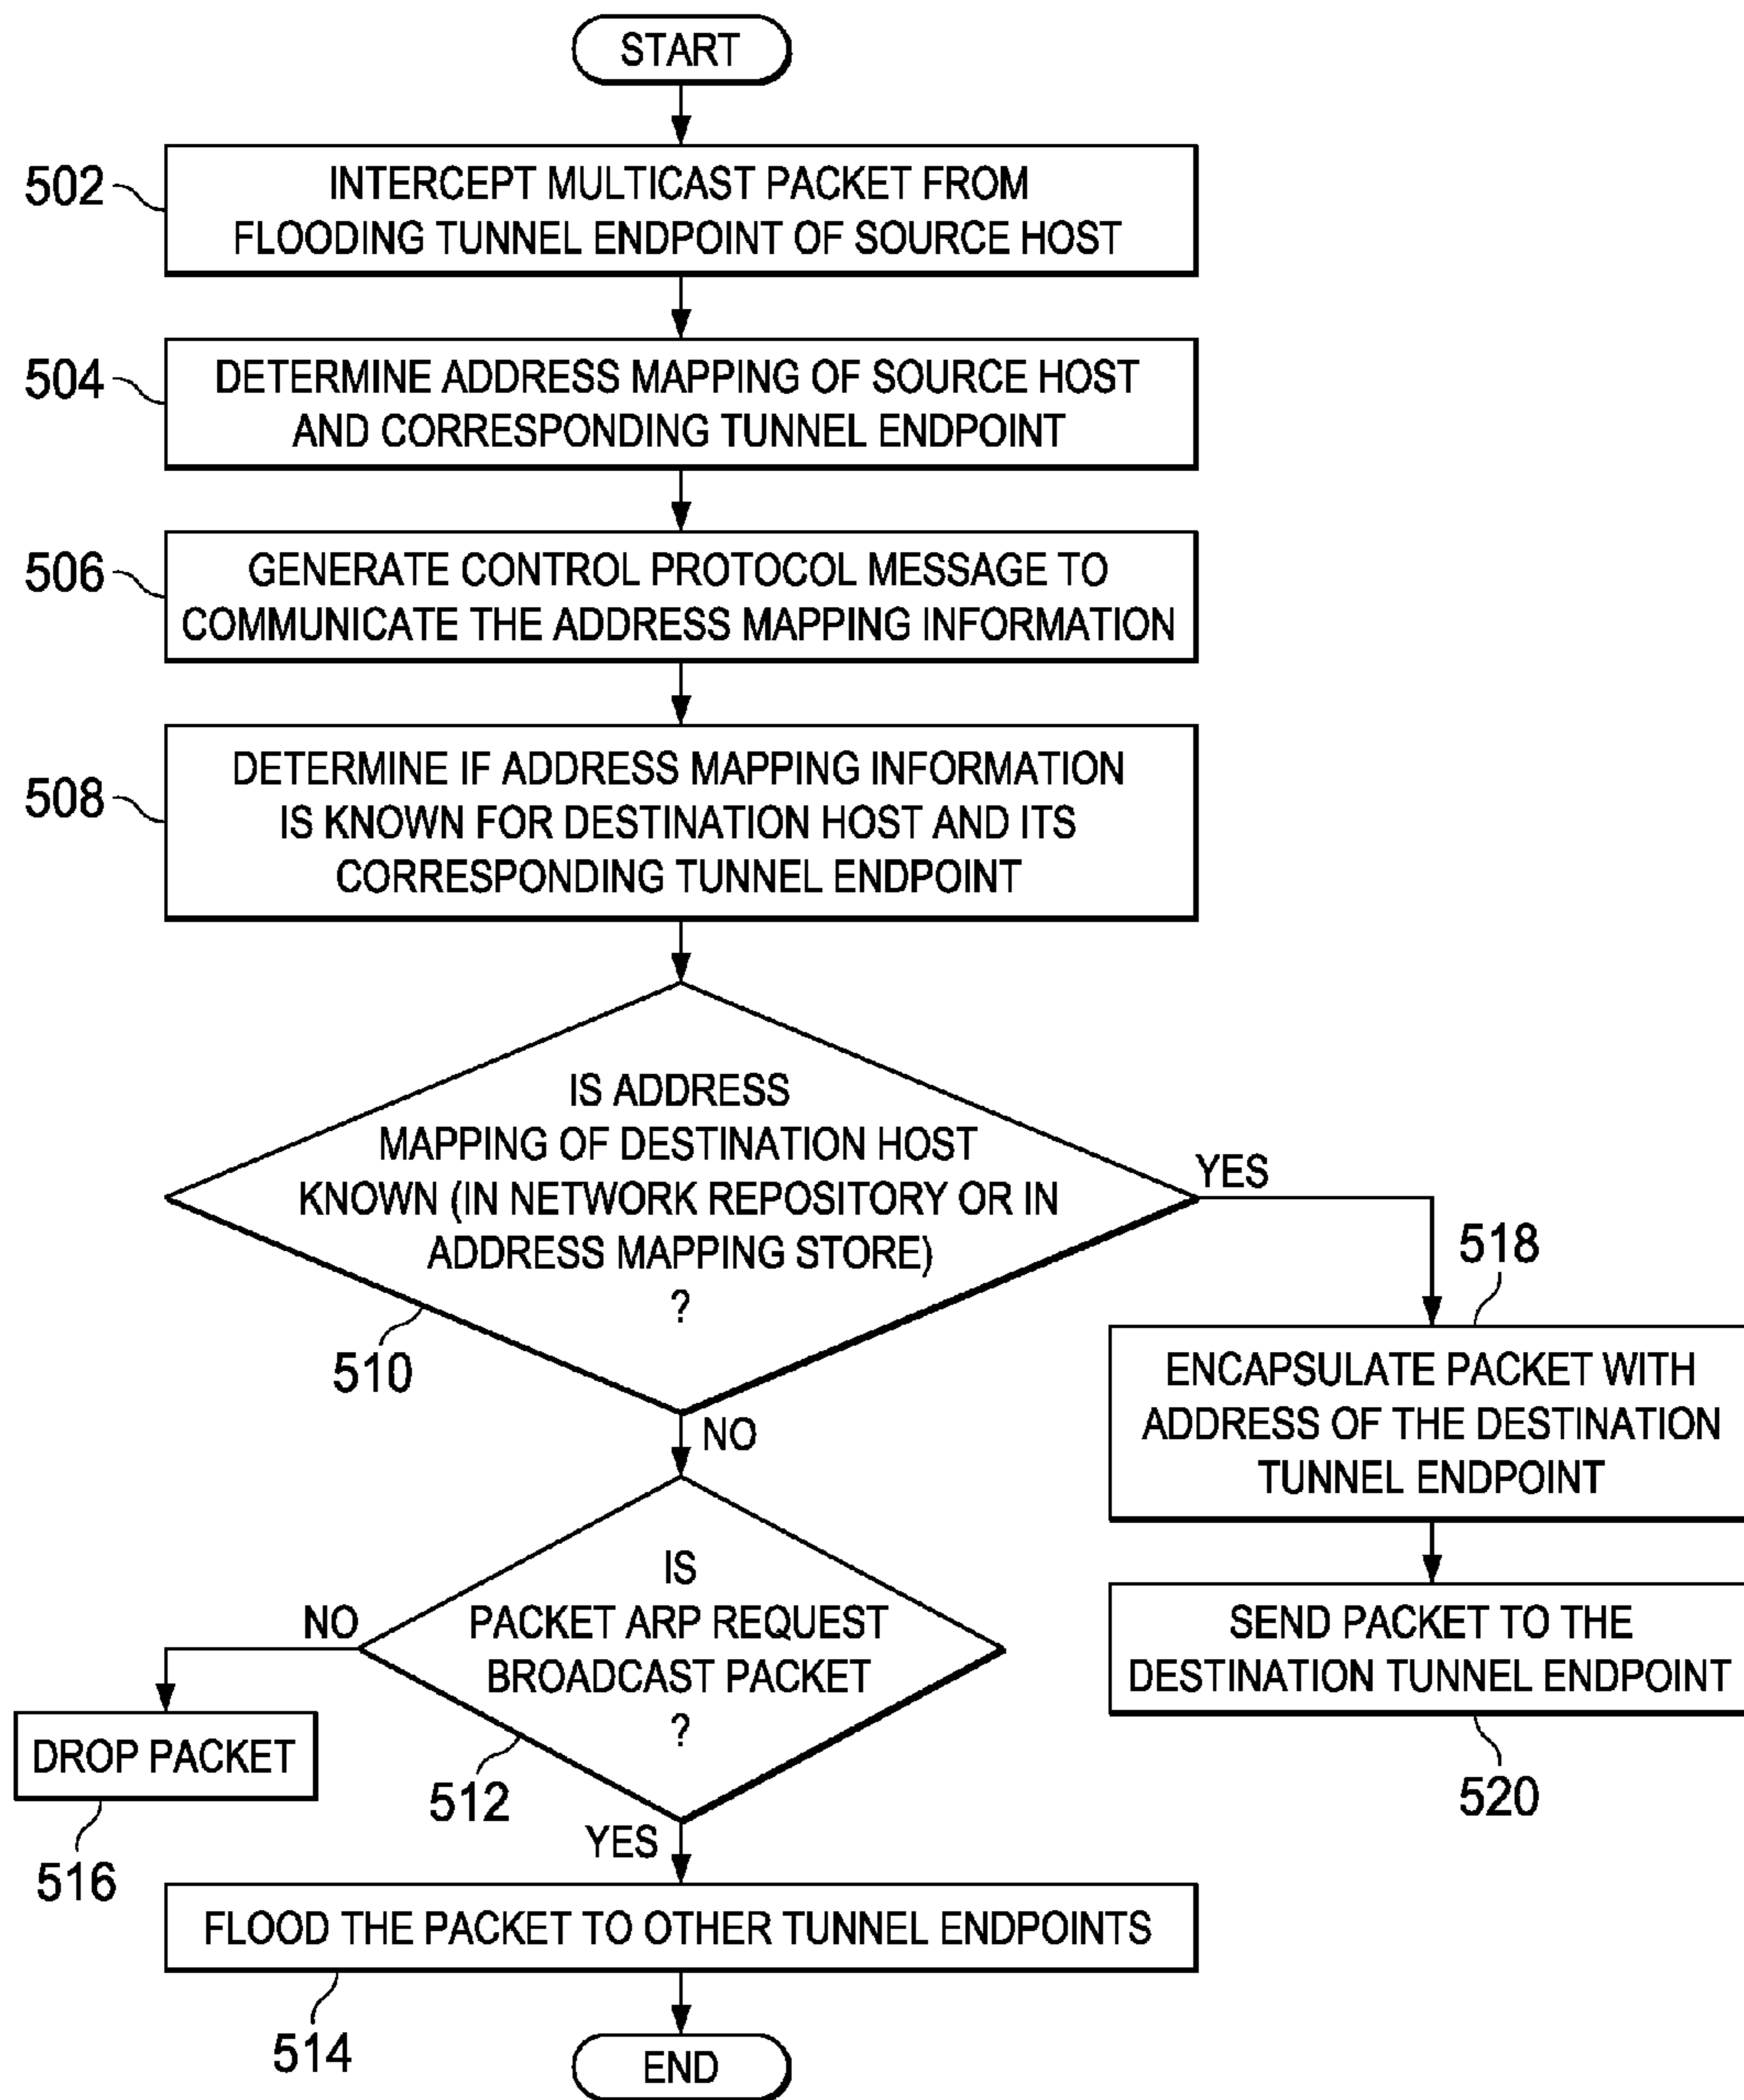 START
502
INTERCEPT MULTICAST PACKET FROM
FLOODING TUNNEL ENDPOINT OF SOURCE HOST
504
DETERMINE ADDRESS MAPPING OF SOURCE HOST
AND CORRESPONDING TUNNEL ENDPOINT
506
GENERATE CONTROL PROTOCOL MESSAGE TO
COMMUNICATE THE ADDRESS MAPPING INFORMATION
508
DETERMINE IF ADDRESS MAPPING INFORMATION
IS KNOWN FOR DESTINATION HOST AND ITS
CORRESPONDING TUNNEL ENDPOINT
IS ADDRESS
MAPPING OF DESTINATION HOST
KNOWN (IN NETWORK REPOSITORY OR IN
ADDRESS MAPPING STORE)
?
510
YES
518
ENCAPSULATE PACKET WITH
ADDRESS OF THE DESTINATION
TUNNEL ENDPOINT
SEND PACKET TO THE
DESTINATION TUNNEL ENDPOINT
520
NO
IS
PACKET ARP REQUEST
BROADCAST PACKET
?
512
NO
DROP PACKET
516
YES
FLOOD THE PACKET TO OTHER TUNNEL ENDPOINTS
514
END